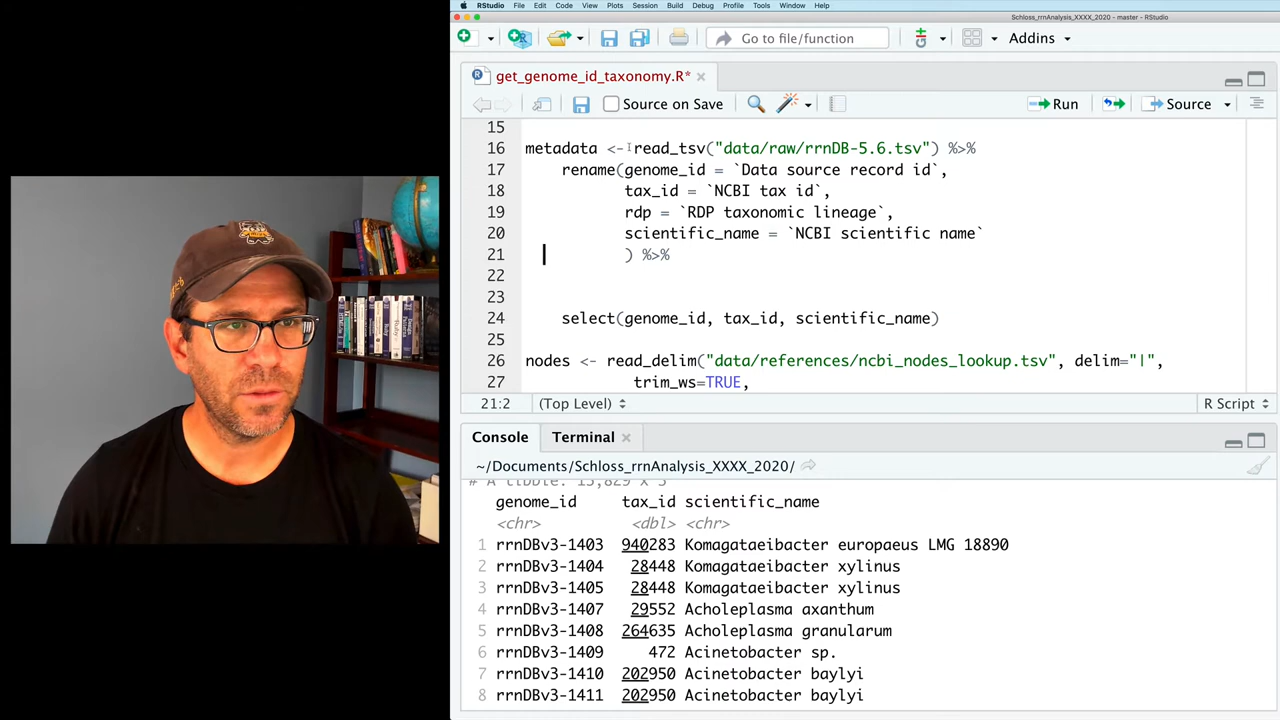 RStudio File Edit Code View Plots Session Build Debug Profile Tools Window Help
Schloss_rrnAnalysis_XXXX_2020 - master - RStudio
Go to file/function
Addins
get_genome_id_taxonomy.R*
Source on Save
Run
Source
15
16 metadata <- read_tsv("data/raw/rrnDB-5.6.tsv") %>%
17 rename(genome_id = `Data source record id`,
18 tax_id = `NCBI tax id`,
19 rdp = `RDP taxonomic lineage`,
20 scientific_name = `NCBI scientific name`
21 ) %>%
22
23
24 select(genome_id, tax_id, scientific_name)
25
26 nodes <- read_delim("data/references/ncbi_nodes_lookup.tsv", delim="|",
27 trim_ws=TRUE,
21:2 (Top Level) R Script
Console Terminal
~/Documents/Schloss_rrnAnalysis_XXXX_2020/
# A tibble: 15,829 x 3
genome_id tax_id scientific_name
<chr> <dbl> <chr>
1 rrnDBv3-1403 940283 Komagataeibacter europaeus LMG 18890
2 rrnDBv3-1404 28448 Komagataeibacter xylinus
3 rrnDBv3-1405 28448 Komagataeibacter xylinus
4 rrnDBv3-1407 29552 Acholeplasma axanthum
5 rrnDBv3-1408 264635 Acholeplasma granularum
6 rrnDBv3-1409 472 Acinetobacter sp.
7 rrnDBv3-1410 202950 Acinetobacter baylyi
8 rrnDBv3-1411 202950 Acinetobacter baylyi